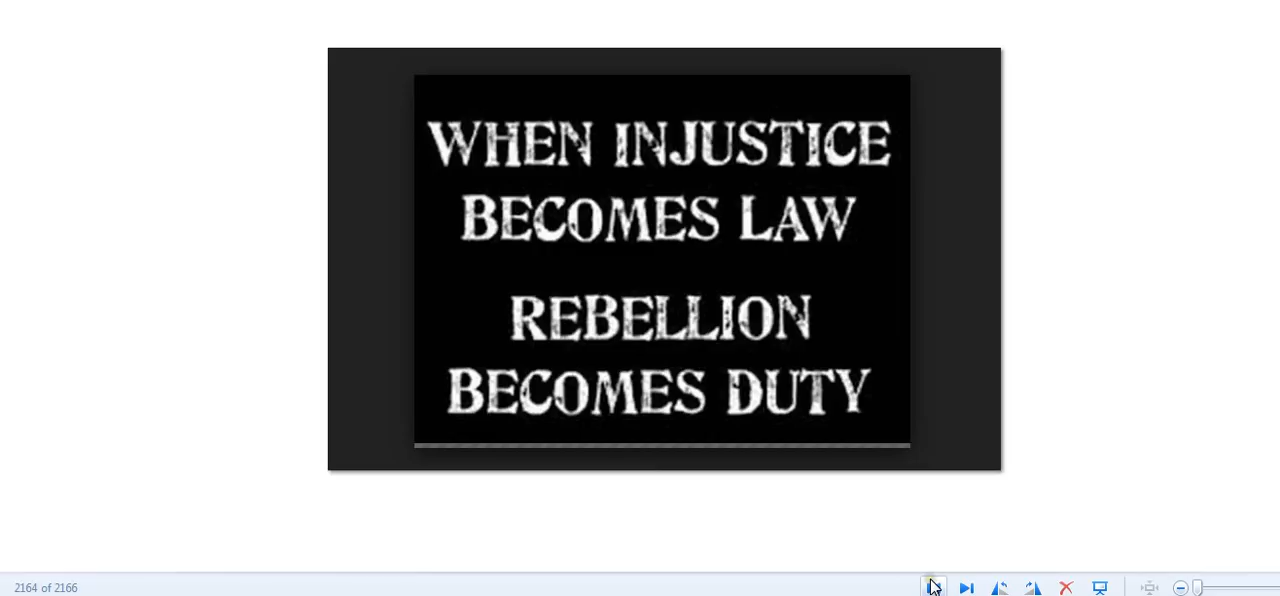 WHEN INJUSTICE
BECOMES LAW
REBELLION
BECOMES DUTY
2164 of 2166